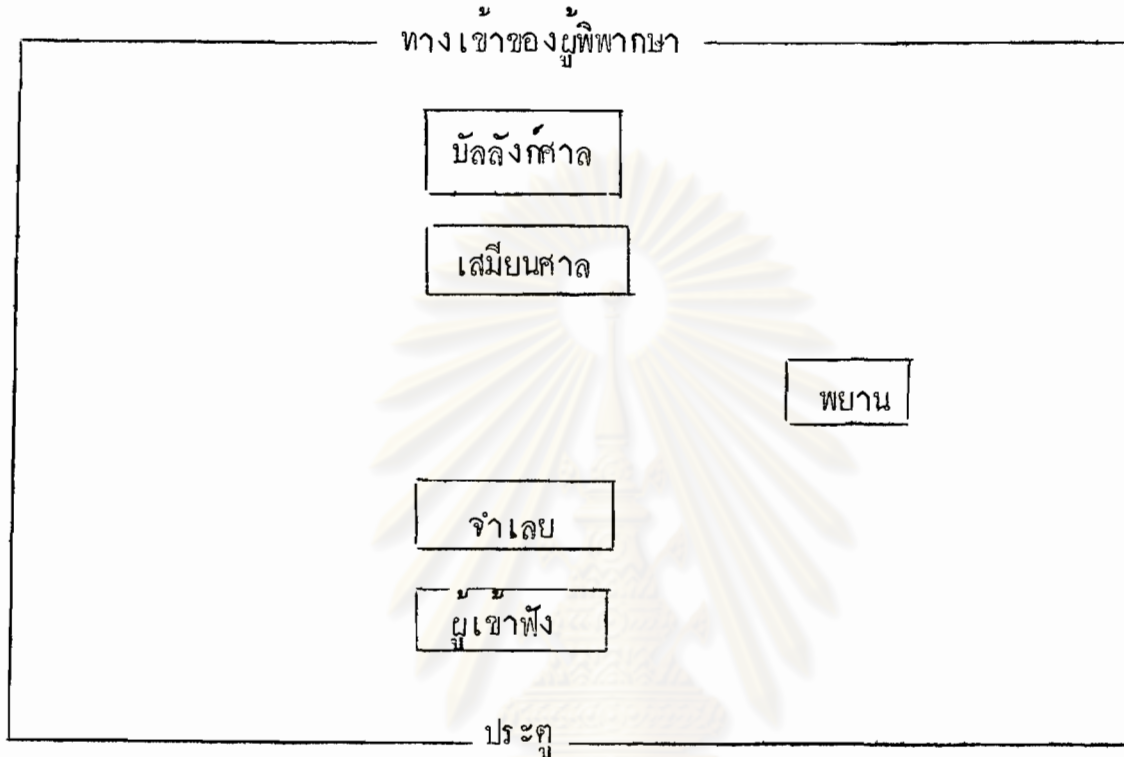 ทางเข้าของผู้พิพากษา
บัลลังก์ศาล
เสมียนศาล
พยาน
จำเลย
ผู้เข้าฟัง
ประตู